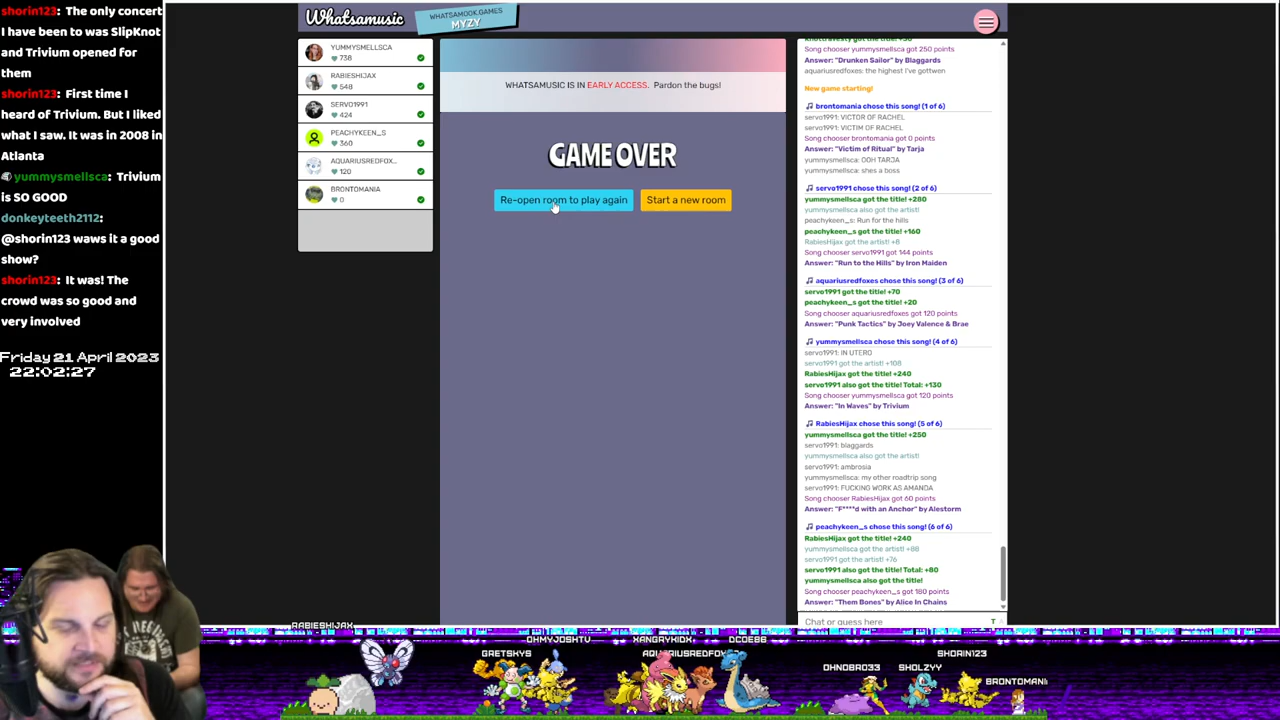 shorin123: The only concert
I have been to was Slipknot
and Trivium opened for
them
shorin123: First time I
heard of Trivium and liked
what I saw. It was in 2008 in
Atlanta
yummysmellsca: Trivium
is SO GOOD
donkeyteeth2112:
@shorin123 was it a good
show?
shorin123: It was! The
crowd was so good and
very involved
Friday 21 April 2023
22:02:27
Whatsamusic
WHATSAMOOK.GAMES
MYZY
YUMMYSMELLSCA
738
RABIESHIJAX
548
SERVO1991
424
PEACHYKEEN_S
360
AQUARIUSREDFOX...
120
BRONTOMANIA
0
WHATSAMUSIC IS IN EARLY ACCESS. Pardon the bugs!
GAME OVER
Re-open room to play again
Start a new room
Song chooser yummysmellsca got 250 points
Answer: "Drunken Sailor" by Blaggards
aquariusredfoxes: the highest I've gotwen
New game starting!
brontomania chose this song! (1 of 6)
servo1991: VICTOR OF RACHEL
servo1991: VICTIM OF RACHEL
Song chooser brontomania got 0 points
Answer: "Victim of Ritual" by Tarja
yummysmellsca: OOH TARJA
yummysmellsca: shes a boss
servo1991 chose this song! (2 of 6)
yummysmellsca got the title! +280
yummysmellsca also got the artist!
peachykeen_s: Run for the hills
peachykeen_s got the title! +160
RabiesHijax got the artist! +8
Song chooser servo1991 got 144 points
Answer: "Run to the Hills" by Iron Maiden
aquariusredfoxes chose this song! (3 of 6)
servo1991 got the title! +70
peachykeen_s got the title! +20
Song chooser aquariusredfoxes got 120 points
Answer: "Punk Tactics" by Joey Valence & Brae
yummysmellsca chose this song! (4 of 6)
servo1991: IN UTERO
servo1991 got the artist! +108
RabiesHijax got the title! +240
servo1991 also got the title! Total: +130
Song chooser yummysmellsca got 120 points
Answer: "In Waves" by Trivium
RabiesHijax chose this song! (5 of 6)
yummysmellsca got the title! +250
servo1991: blaggards
yummysmellsca also got the artist!
servo1991: ambrosia
yummysmellsca: my other roadtrip song
servo1991: FUCKING WORK AS AMANDA
Song chooser RabiesHijax got 60 points
Answer: "F****d with an Anchor" by Alestorm
peachykeen_s chose this song! (6 of 6)
RabiesHijax got the title! +240
yummysmellsca got the artist! +88
servo1991 got the artist! +76
servo1991 also got the title! Total: +80
yummysmellsca also got the title!
Song chooser peachykeen_s got 180 points
Answer: "Them Bones" by Alice In Chains
Chat or guess here
T
RABIESHIJAX
GRETSKYS
OHMYJOSHTV
XANGRYKIDX
AQUARIUSREDFOX
DCOE86
OHNOBRO33
SHOLZYY
SHORIN123
BRONTOMANI